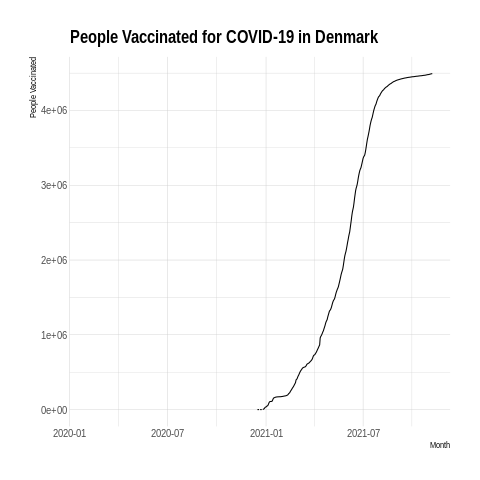 People Vaccinated for COVID-19 in Denmark
People Vaccinated
4e+06
3e+06
2e+06
1e+06
0e+00
2020-01 2020-07 2021-01 2021-07
Month